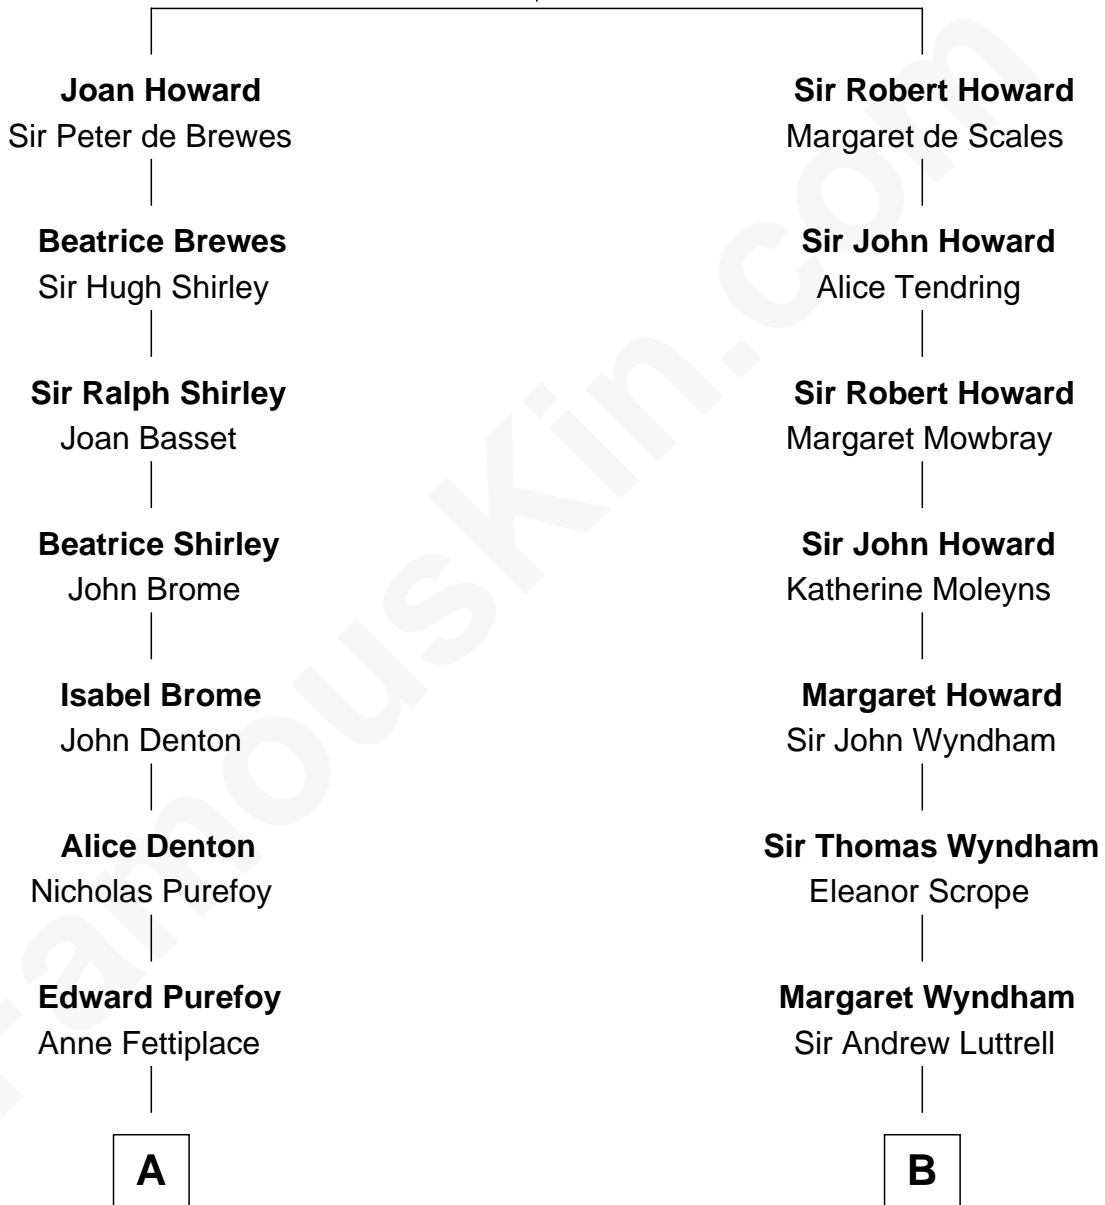 Joan Howard
Sir Peter de Brewes
Beatrice Brewes
Sir Hugh Shirley
Sir Ralph Shirley
Joan Basset
Beatrice Shirley
John Brome
Isabel Brome
John Denton
Alice Denton
Nicholas Purefoy
Edward Purefoy
Anne Fettiplace
A
Sir Robert Howard
Margaret de Scales
Sir John Howard
Alice Tendring
Sir Robert Howard
Margaret Mowbray
Sir John Howard
Katherine Moleyns
Margaret Howard
Sir John Wyndham
Sir Thomas Wyndham
Eleanor Scrope
Margaret Wyndham
Sir Andrew Luttrell
B
FamousKin.com